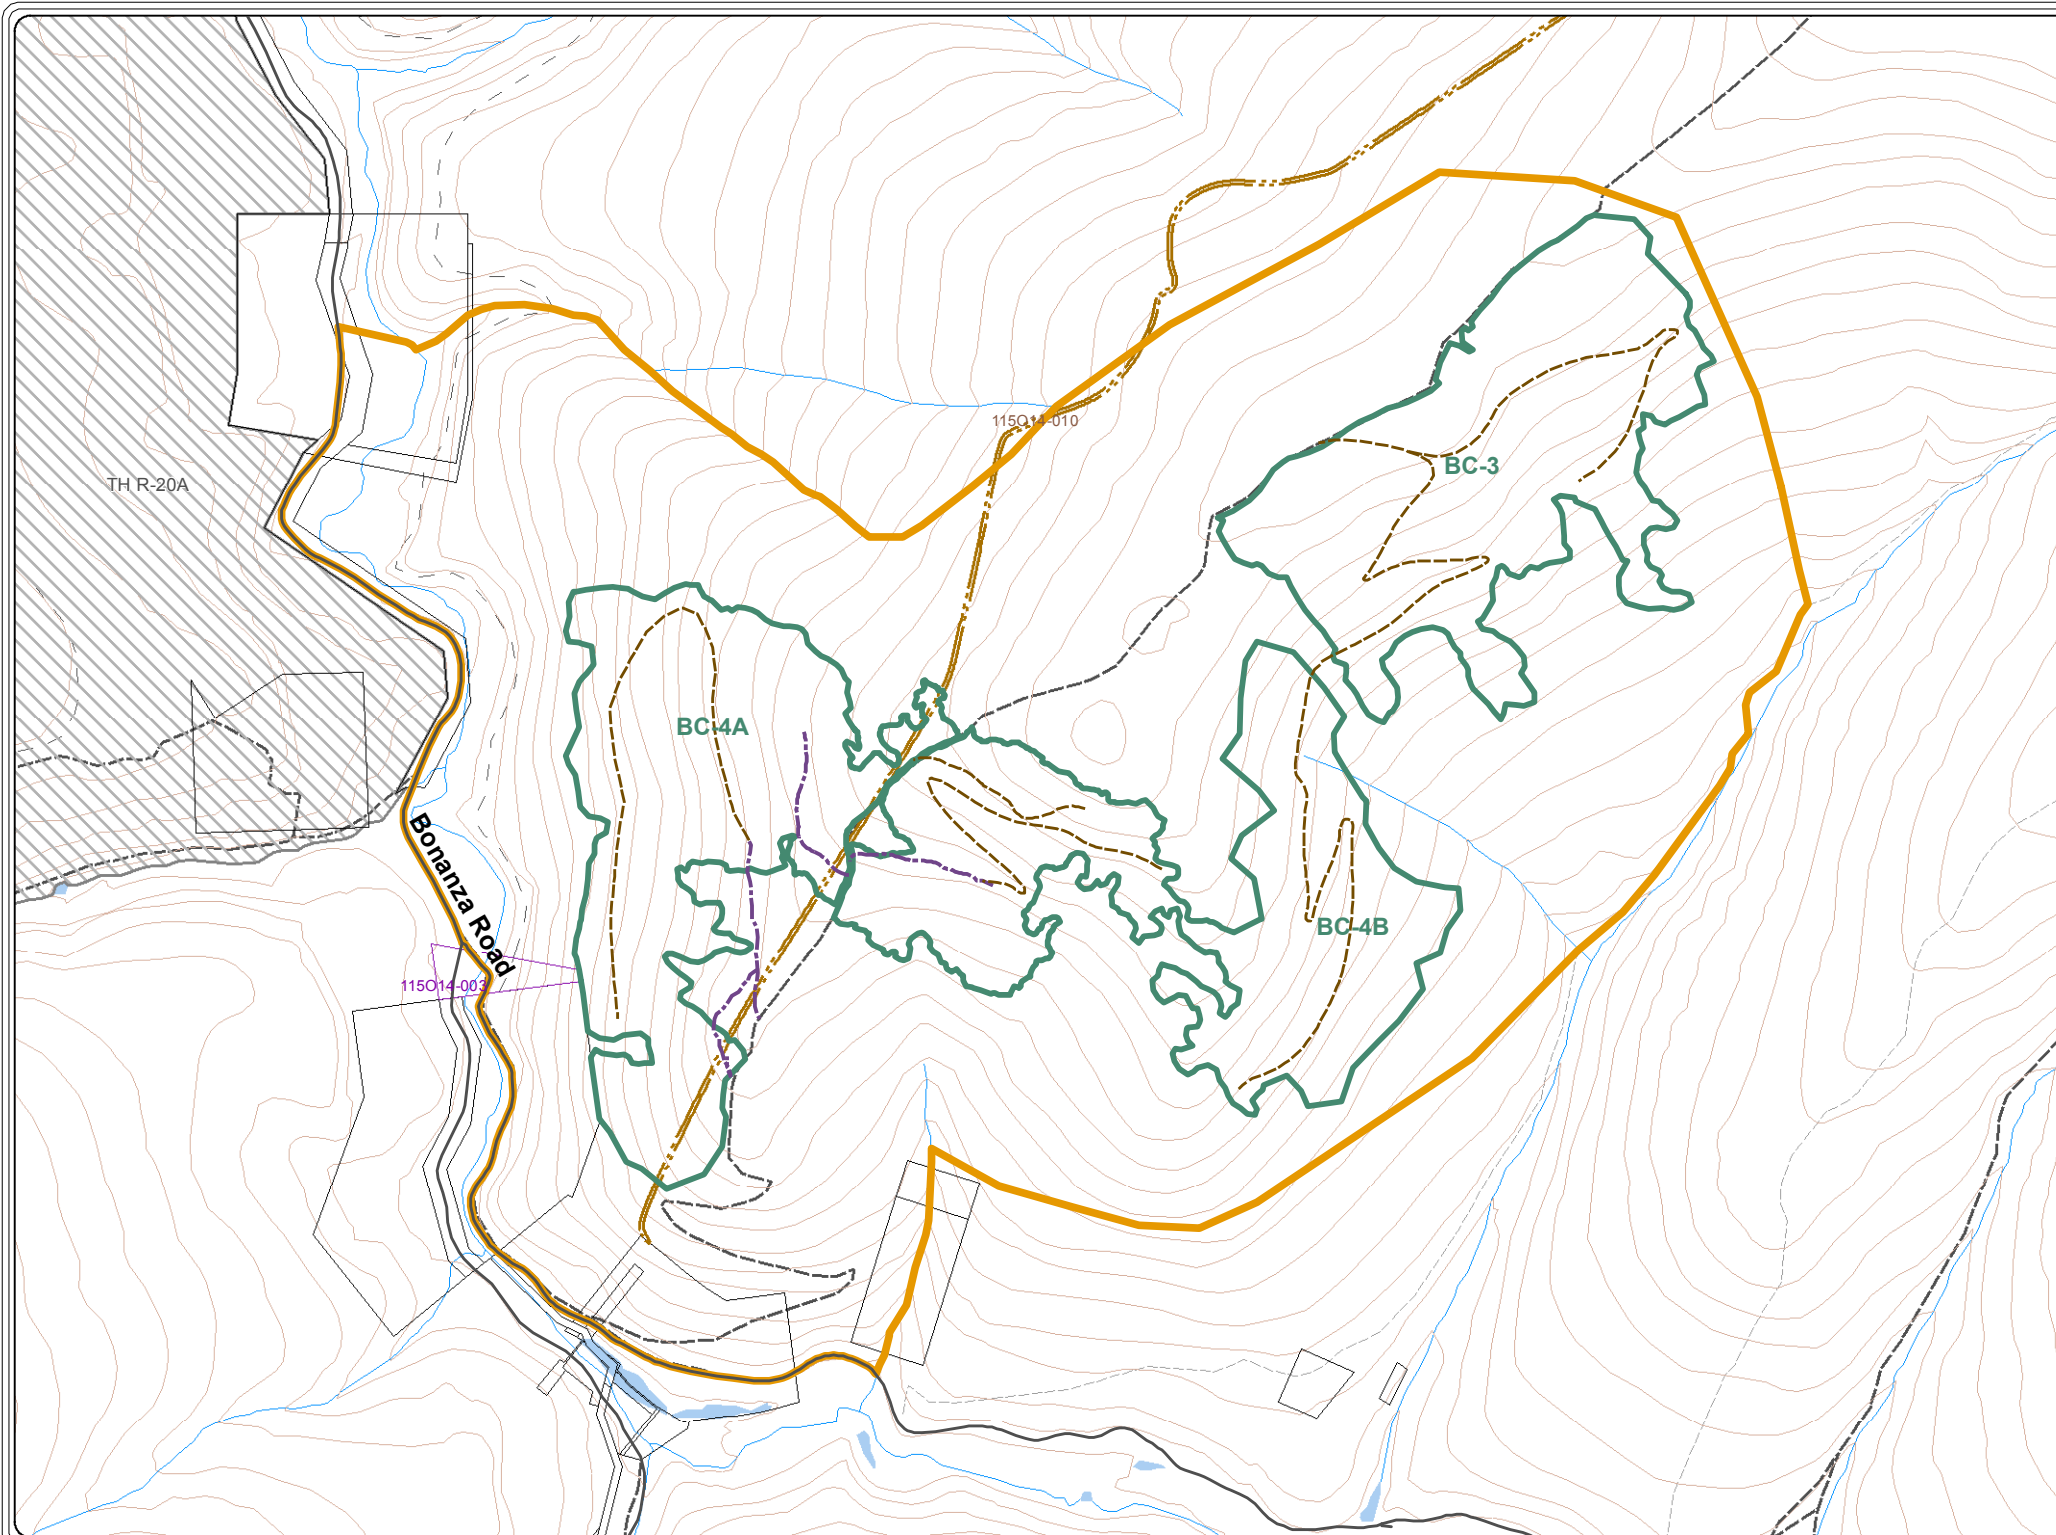 115O14-010
BC-3
TH R-20A
BC-4A
Bonanza Road
BC-4B
115O14-003